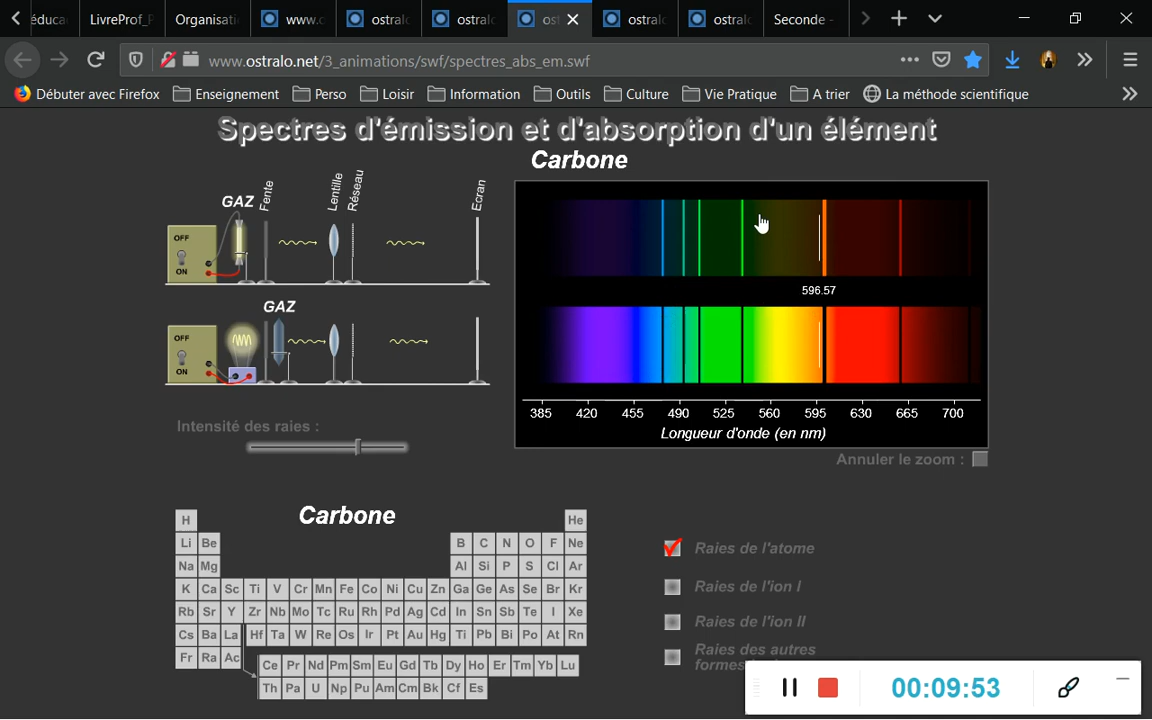 éduca
LivreProf_F
Organisati
www.o
ostralo
ostralo
ost
ostralo
ostralo
Seconde -
www.ostralo.net/3_animations/swf/spectres_abs_em.swf
Débuter avec Firefox
Enseignement
Perso
Loisir
Information
Outils
Culture
Vie Pratique
A trier
La méthode scientifique
Spectres d'émission et d'absorption d'un élément
Carbone
GAZ
Fente
Lentille
Réseau
Ecran
OFF
ON
GAZ
OFF
ON
596.57
385 420 455 490 525 560 595 630 665 700
Longueur d'onde (en nm)
Intensité des raies :
Annuler le zoom :
Carbone
H He
Li Be B C N O F Ne
Na Mg Al Si P S Cl Ar
K Ca Sc Ti V Cr Mn Fe Co Ni Cu Zn Ga Ge As Se Br Kr
Rb Sr Y Zr Nb Mo Tc Ru Rh Pd Ag Cd In Sn Sb Te I Xe
Cs Ba La Hf Ta W Re Os Ir Pt Au Hg Tl Pb Bi Po At Rn
Fr Ra Ac
Ce Pr Nd Pm Sm Eu Gd Tb Dy Ho Er Tm Yb Lu
Th Pa U Np Pu Am Cm Bk Cf Es
Raies de l'atome
Raies de l'ion I
Raies de l'ion II
Raies des autres
formes
00:09:53